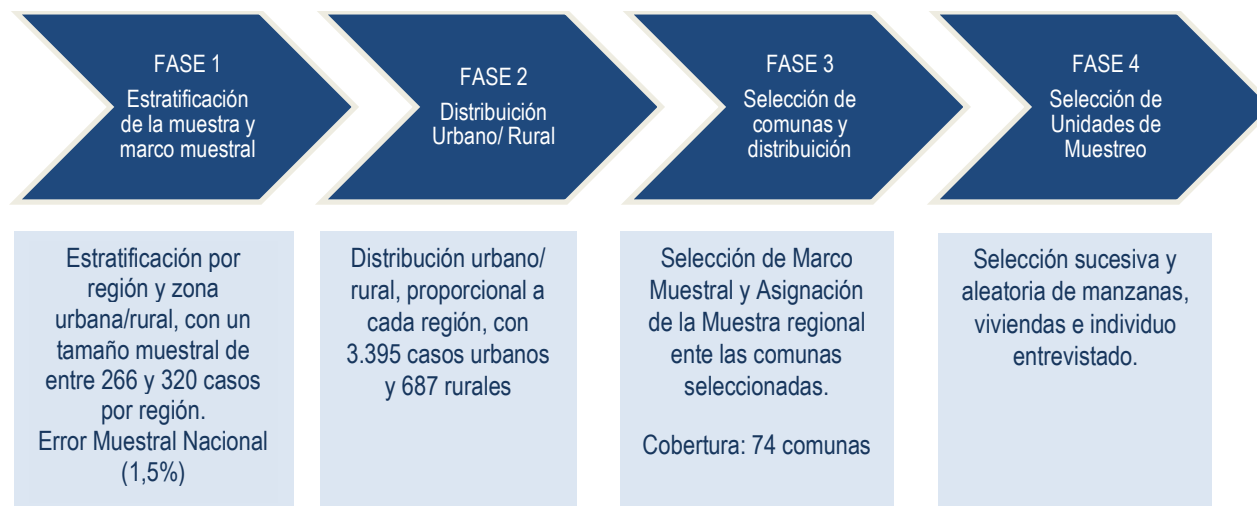 FASE 1
Estratificación
de la muestra y
marco muestral
FASE 2
Distribuición
Urbano/ Rural
FASE 3
Selección de
comunas y
distribuición
FASE 4
Selección de
Unidades de
Muestreo
Estratificación por
región y zona
urbana/rural, con un
tamaño muestral de
entre 266 y 320 casos
por región.
Error Muestral Nacional
(1,5%)
Distribución urbano/
rural, proporcional a
cada región, con
3.395 casos urbanos
y 687 rurales
Selección de Marco
Muestral y Asignación
de la Muestra regional
ente las comunas
seleccionadas.
Cobertura: 74 comunas
Selección sucesiva y
aleatoria de manzanas,
viviendas e individuo
entrevistado.